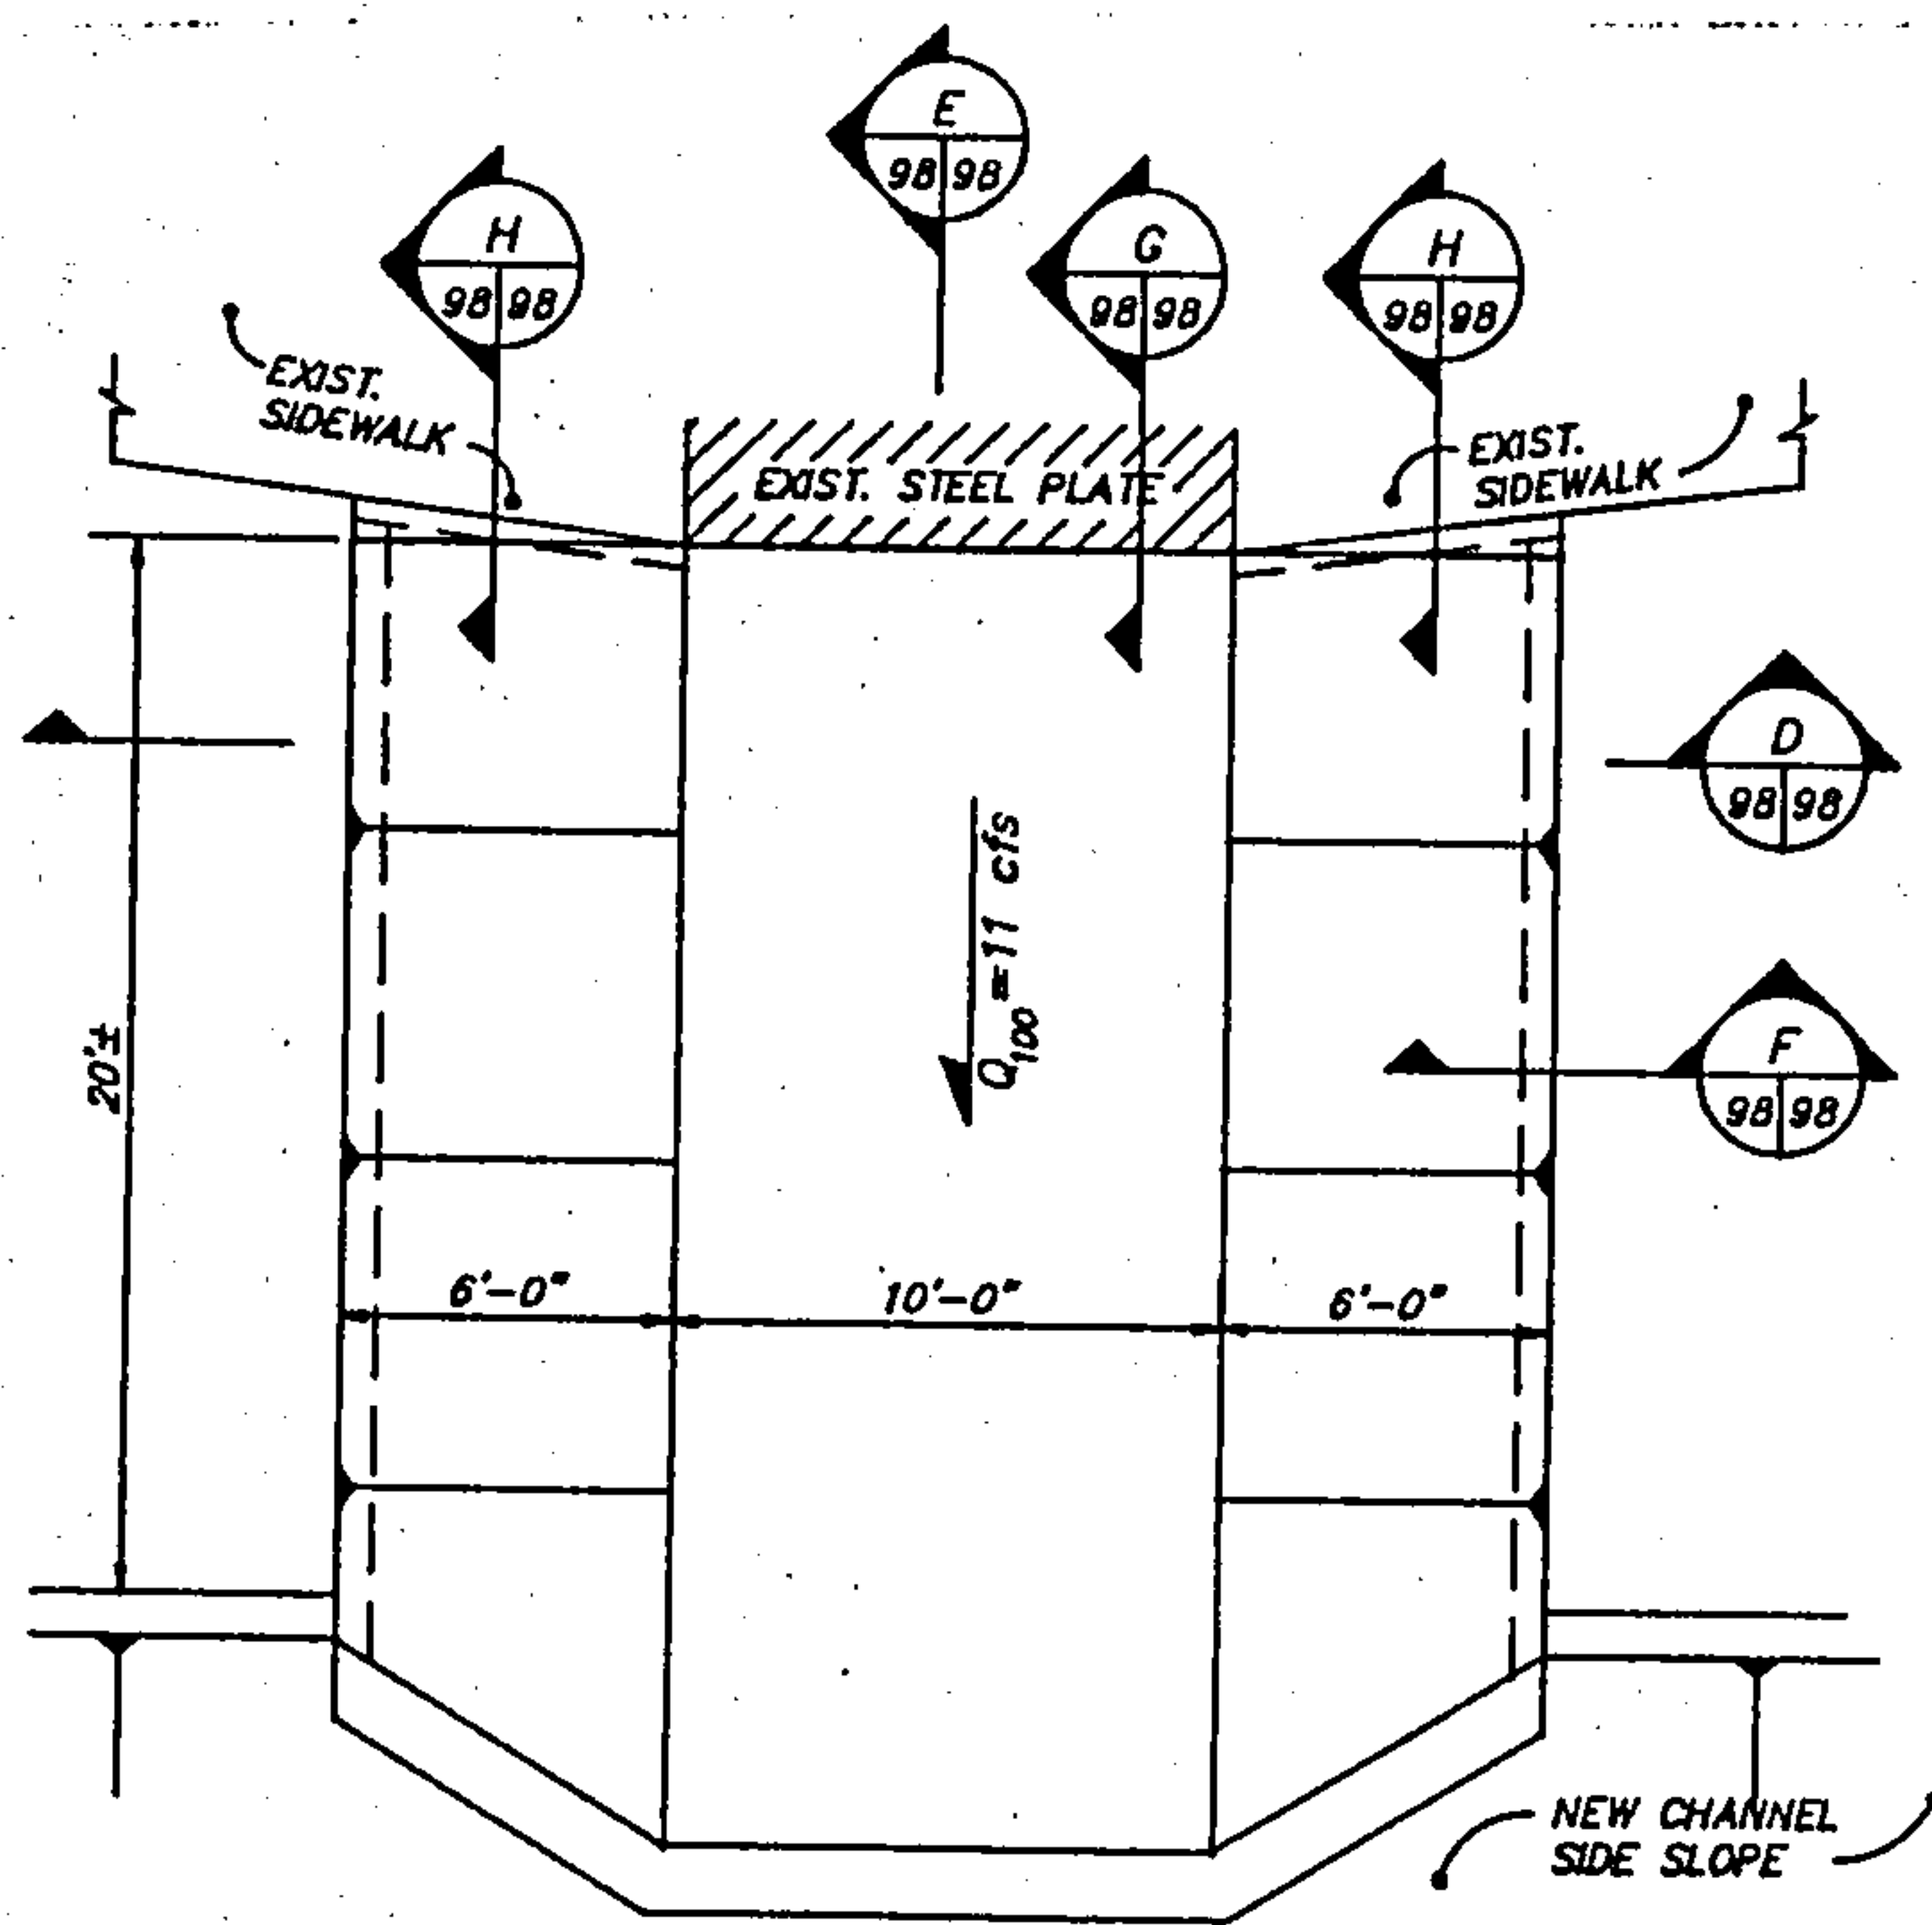 E
98 98
H
98 98
G
98 98
H
98 98
EXIST.
SIDEWALK
EXIST. STEEL PLATE
EXIST.
SIDEWALK
D
98 98
Q100 =11 cfs
F
98 98
20'±
6'-0"
10'-0"
6'-0"
NEW CHANNEL
SIDE SLOPE